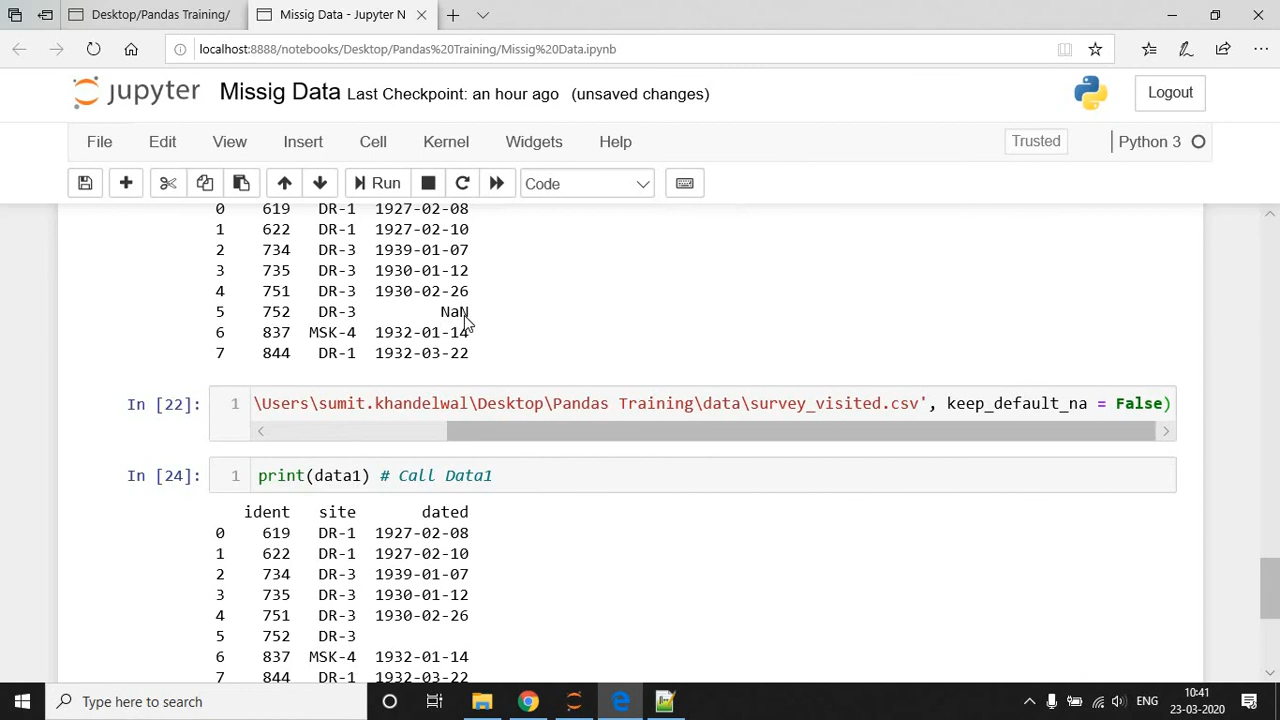 Desktop/Pandas Training/
Missig Data - Jupyter N
localhost:8888/notebooks/Desktop/Pandas%20Training/Missig%20Data.ipynb
jupyter Missig Data Last Checkpoint: an hour ago (unsaved changes)
Logout
File Edit View Insert Cell Kernel Widgets Help
Trusted
Python 3
Run
Code
0 619 DR-1 1927-02-08
1 622 DR-1 1927-02-10
2 734 DR-3 1939-01-07
3 735 DR-3 1930-01-12
4 751 DR-3 1930-02-26
5 752 DR-3 NaN
6 837 MSK-4 1932-01-14
7 844 DR-1 1932-03-22
In [22]: 1 \Users\sumit.khandelwal\Desktop\Pandas Training\data\survey_visited.csv', keep_default_na = False)
In [24]: 1 print(data1) # Call Data1
ident site dated
0 619 DR-1 1927-02-08
1 622 DR-1 1927-02-10
2 734 DR-3 1939-01-07
3 735 DR-3 1930-01-12
4 751 DR-3 1930-02-26
5 752 DR-3
6 837 MSK-4 1932-01-14
7 844 DR-1 1932-03-22
Type here to search
ENG
10:41
23-03-2020